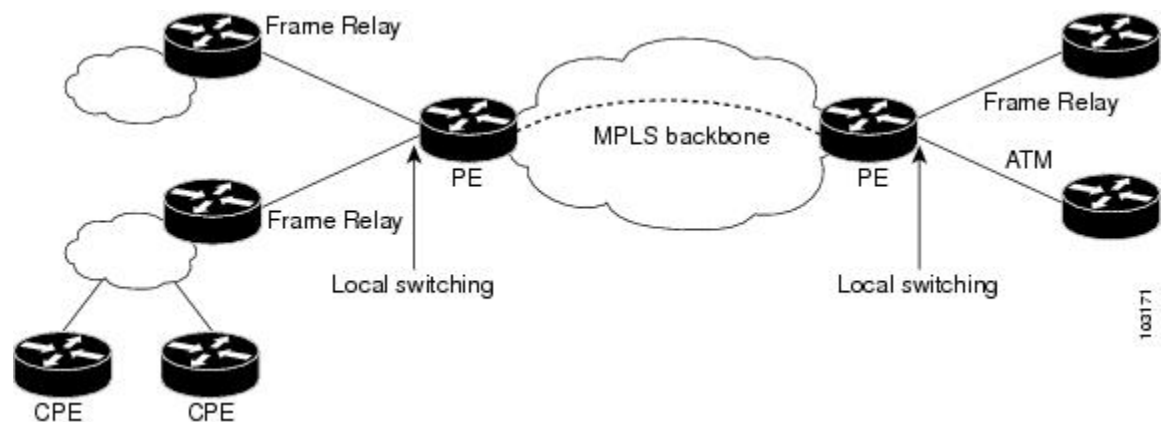 Frame Relay
Frame Relay
MPLS backbone
PE
PE
ATM
Frame Relay
Local switching
Local switching
103171
CPE
CPE